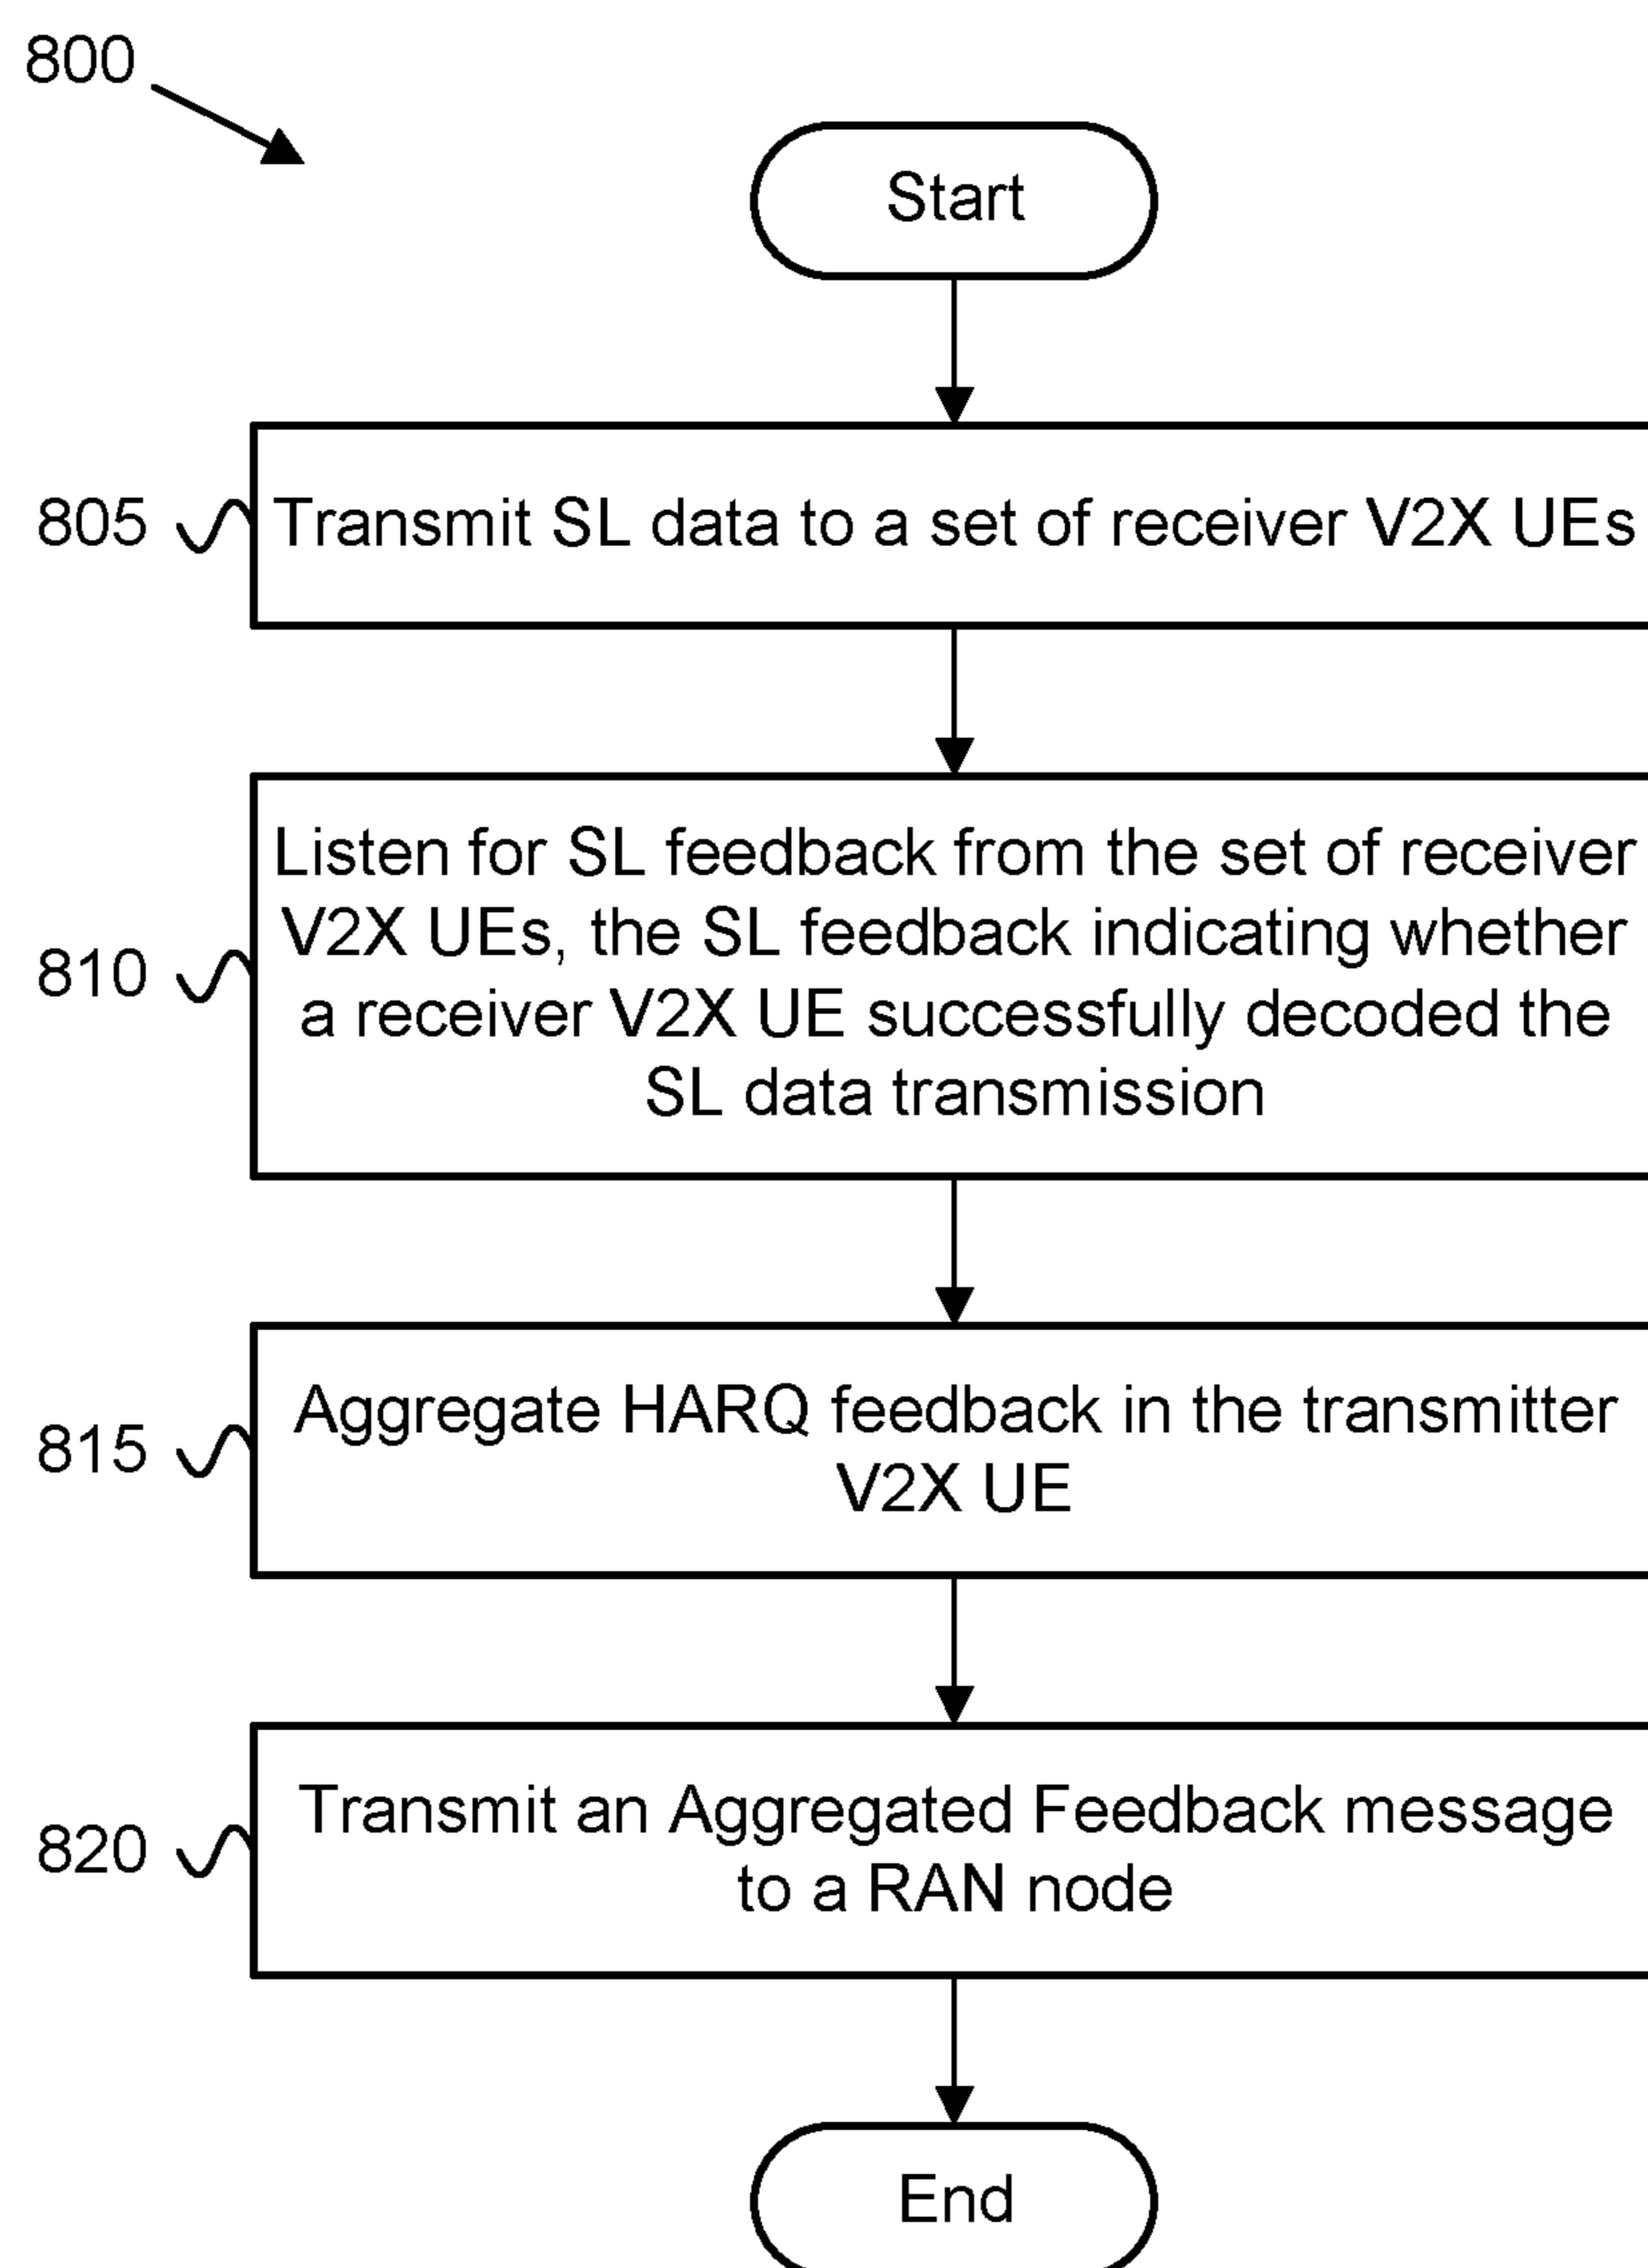 800
Start
805
Transmit SL data to a set of receiver V2X UEs
810
Listen for SL feedback from the set of receiver
V2X UEs, the SL feedback indicating whether
a receiver V2X UE successfully decoded the
SL data transmission
815
Aggregate HARQ feedback in the transmitter
V2X UE
820
Transmit an Aggregated Feedback message
to a RAN node
End